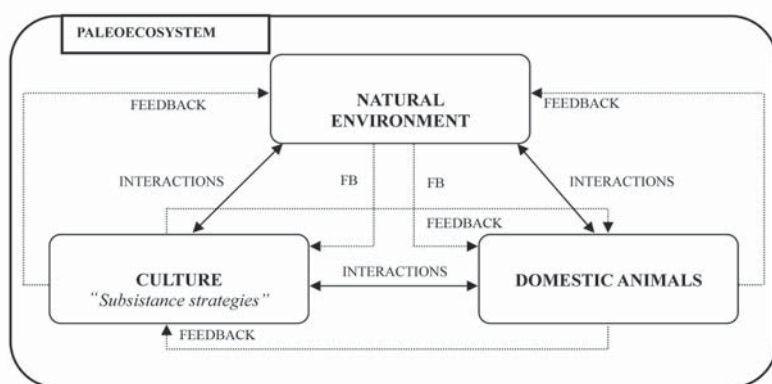 PALEOECOSYSTEM
NATURAL
ENVIRONMENT
FEEDBACK
FEEDBACK
INTERACTIONS
FB
FB
INTERACTIONS
FEEDBACK
CULTURE
“Subsistance strategies”
INTERACTIONS
DOMESTIC ANIMALS
FEEDBACK